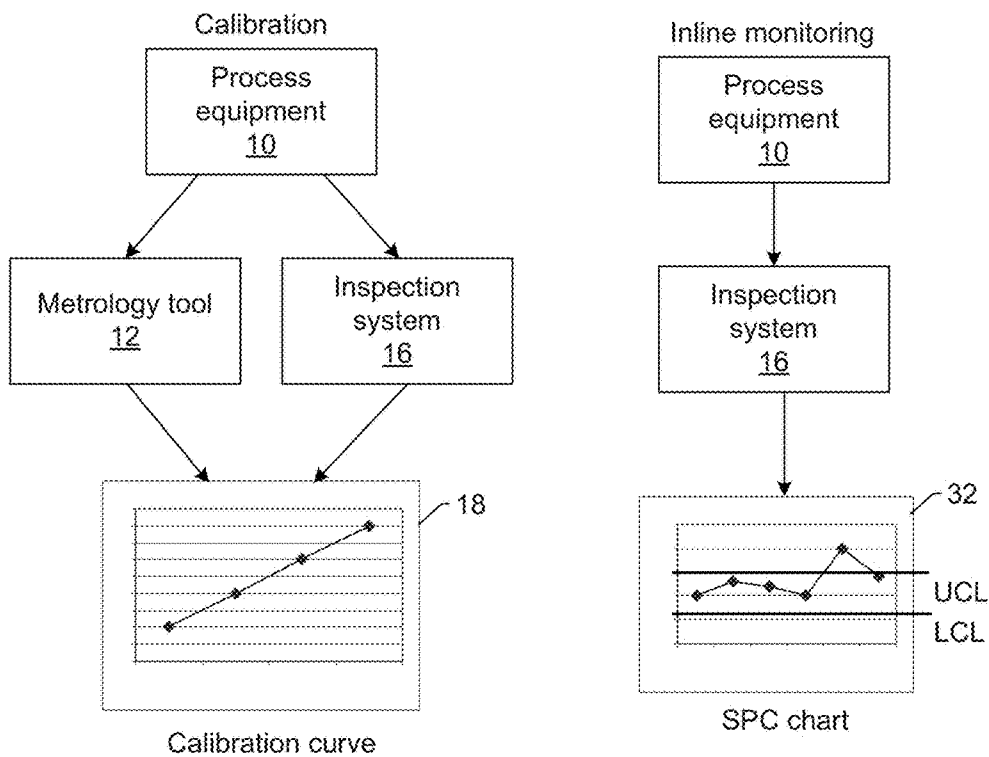 Calibration
Process
equipment
10
Metrology tool
12
Inspection
system
16
18
Calibration curve
Inline monitoring
Process
equipment
10
Inspection
system
16
32
UCL
LCL
SPC chart